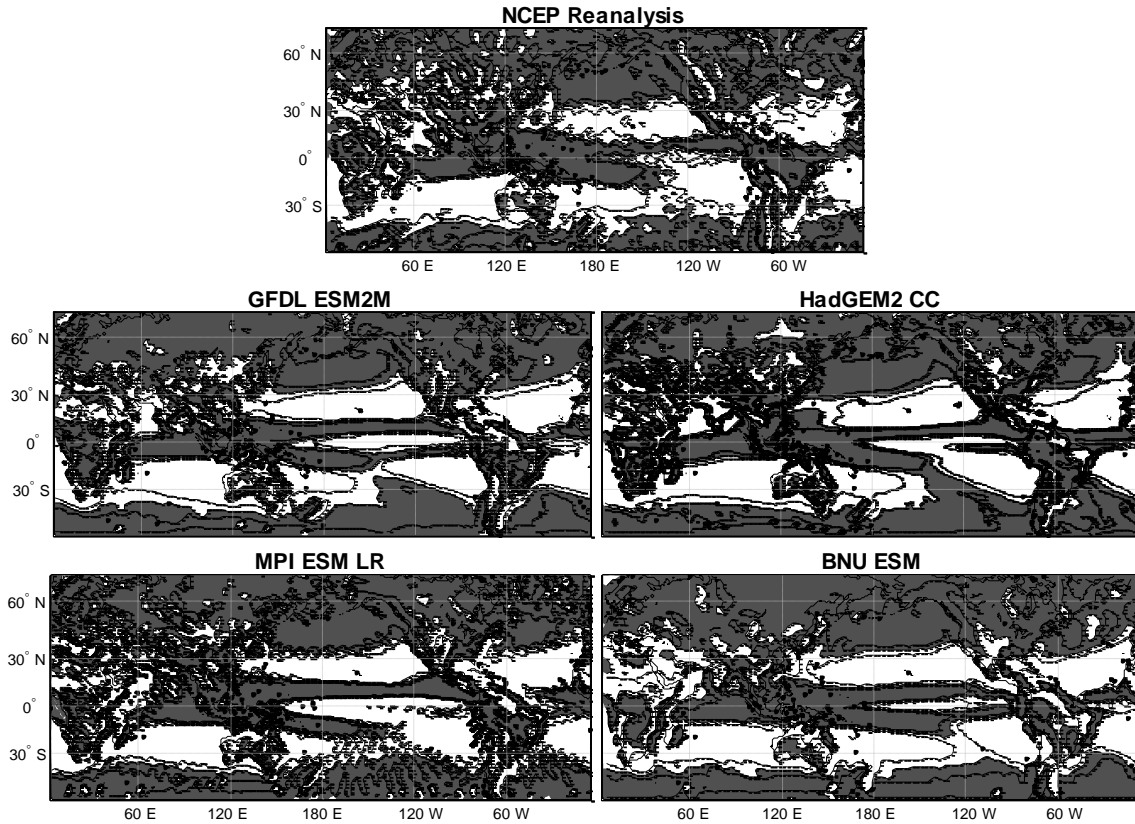 NCEP Reanalysis
60° N
30° N
0°
30° S
60 E 120 E 180 E 120 W 60 W
GFDL ESM2M HadGEM2 CC
60° N
30° N
0°
30° S
MPI ESM LR BNU ESM
60° N
30° N
0°
30° S
60 E 120 E 180 E 120 W 60 W 60 E 120 E 180 E 120 W 60 W